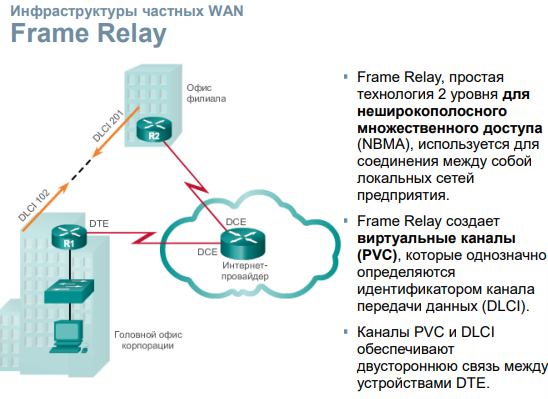 Инфраструктуры частных WAN
Frame Relay
Офис
филиала
R2
DLCI 201
DLCI 102
R1
DTE
DCE
DCE
Интернет-
провайдер
Головной офис
корпорации
Frame Relay, простая
технология 2 уровня для
неширокополосного
множественного доступа
(NBMA), используется для
соединения между собой
локальных сетей
предприятия.
Frame Relay создает
виртуальные каналы
(PVC), которые однозначно
определяются
идентификатором канала
передачи данных (DLCI).
Каналы PVC и DLCI
обеспечивают
двустороннюю связь между
устройствами DTE.